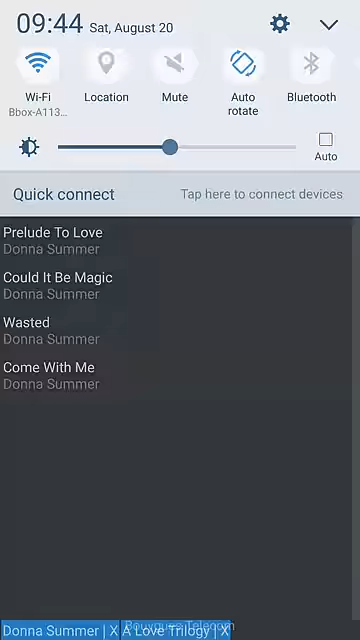 09:44 Sat, August 20
Wi-Fi
Bbox-A113...
Location
Mute
Auto
rotate
Bluetooth
Auto
Quick connect
Tap here to connect devices
Prelude To Love
Donna Summer
Could It Be Magic
Donna Summer
Wasted
Donna Summer
Come With Me
Donna Summer
Bouygues Telecom
Donna Summer | X A Love Trilogy | X